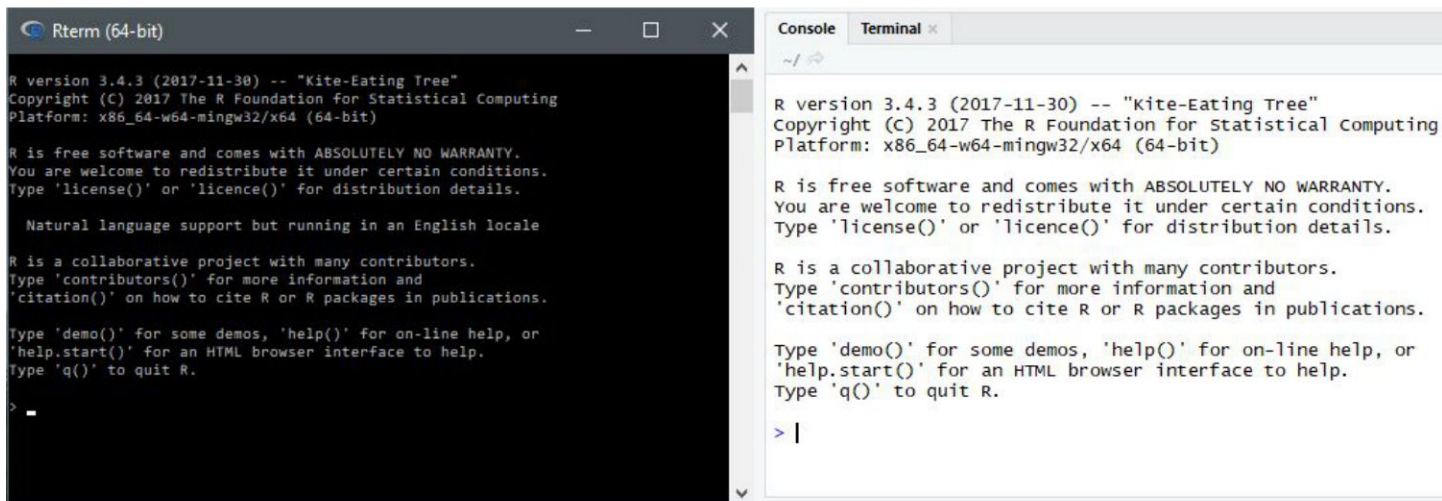 Rterm (64-bit)
R version 3.4.3 (2017-11-30) -- "Kite-Eating Tree"
Copyright (C) 2017 The R Foundation for Statistical Computing
Platform: x86_64-w64-mingw32/x64 (64-bit)
R is free software and comes with ABSOLUTELY NO WARRANTY.
You are welcome to redistribute it under certain conditions.
Type 'license()' or 'licence()' for distribution details.
Natural language support but running in an English locale
R is a collaborative project with many contributors.
Type 'contributors()' for more information and
'citation()' on how to cite R or R packages in publications.
Type 'demo()' for some demos, 'help()' for on-line help, or
'help.start()' for an HTML browser interface to help.
Type 'q()' to quit R.
>
Console Terminal
~/
R version 3.4.3 (2017-11-30) -- "Kite-Eating Tree"
Copyright (C) 2017 The R Foundation for Statistical Computing
Platform: x86_64-w64-mingw32/x64 (64-bit)
R is free software and comes with ABSOLUTELY NO WARRANTY.
You are welcome to redistribute it under certain conditions.
Type 'license()' or 'licence()' for distribution details.
R is a collaborative project with many contributors.
Type 'contributors()' for more information and
'citation()' on how to cite R or R packages in publications.
Type 'demo()' for some demos, 'help()' for on-line help, or
'help.start()' for an HTML browser interface to help.
Type 'q()' to quit R.
>